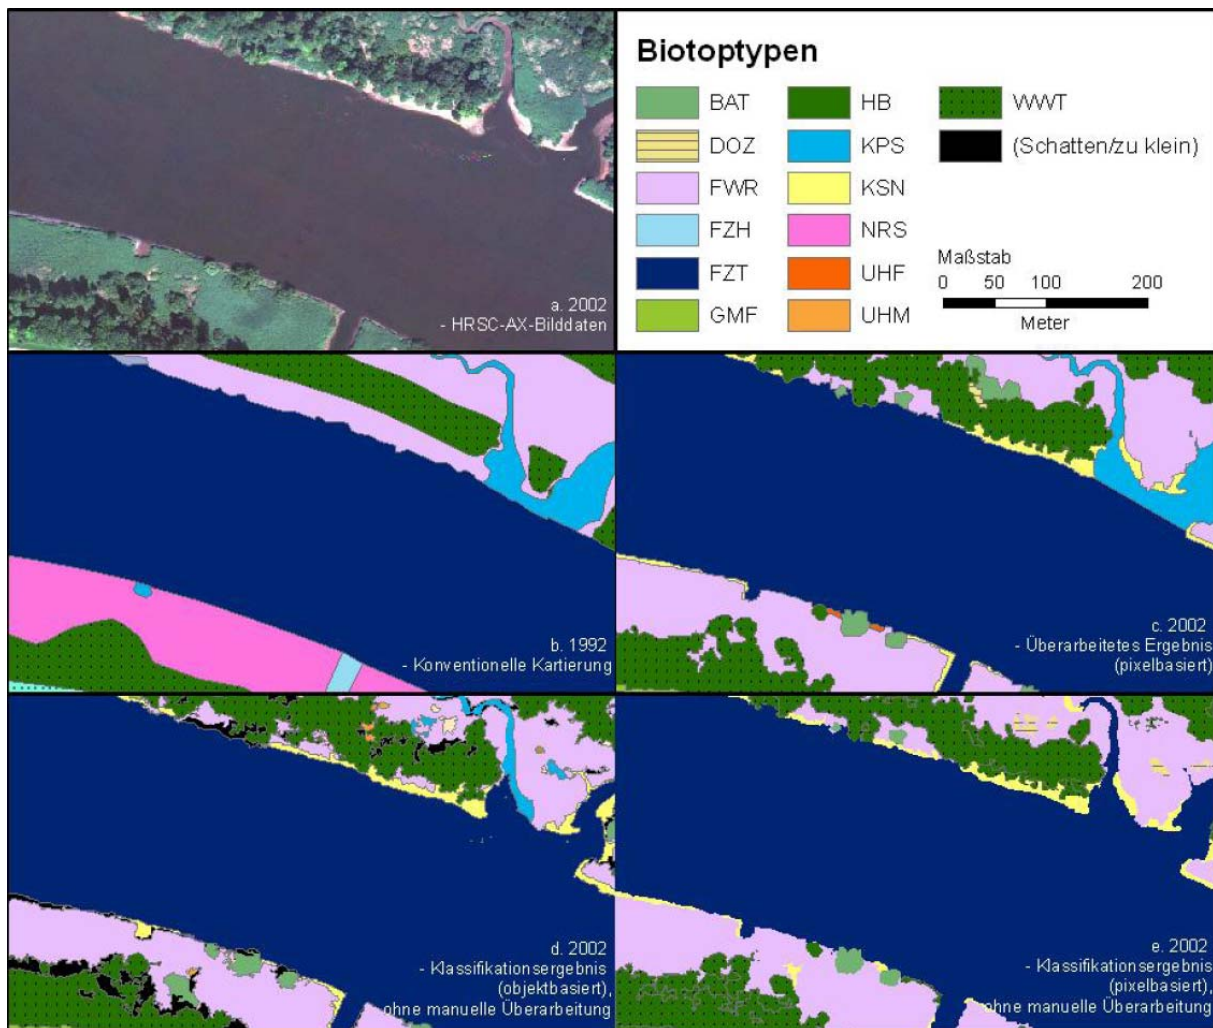 a. 2002
- HRSC-AX-Bilddaten
Biotoptypen
BAT
DOZ
FWR
FZH
FZT
GMF
HB
KPS
KSN
NRS
UHF
UHM
WWT
(Schatten/zu klein)
Maßstab
0 50 100 200
Meter
b. 1992
- Konventionelle Kartierung
c. 2002
- Überarbeitetes Ergebnis
(pixelbasiert)
d. 2002
- Klassifikationsergebnis
(objektbasiert),
ohne manuelle Überarbeitung
e. 2002
- Klassifikationsergebnis
(pixelbasiert),
ohne manuelle Überarbeitung